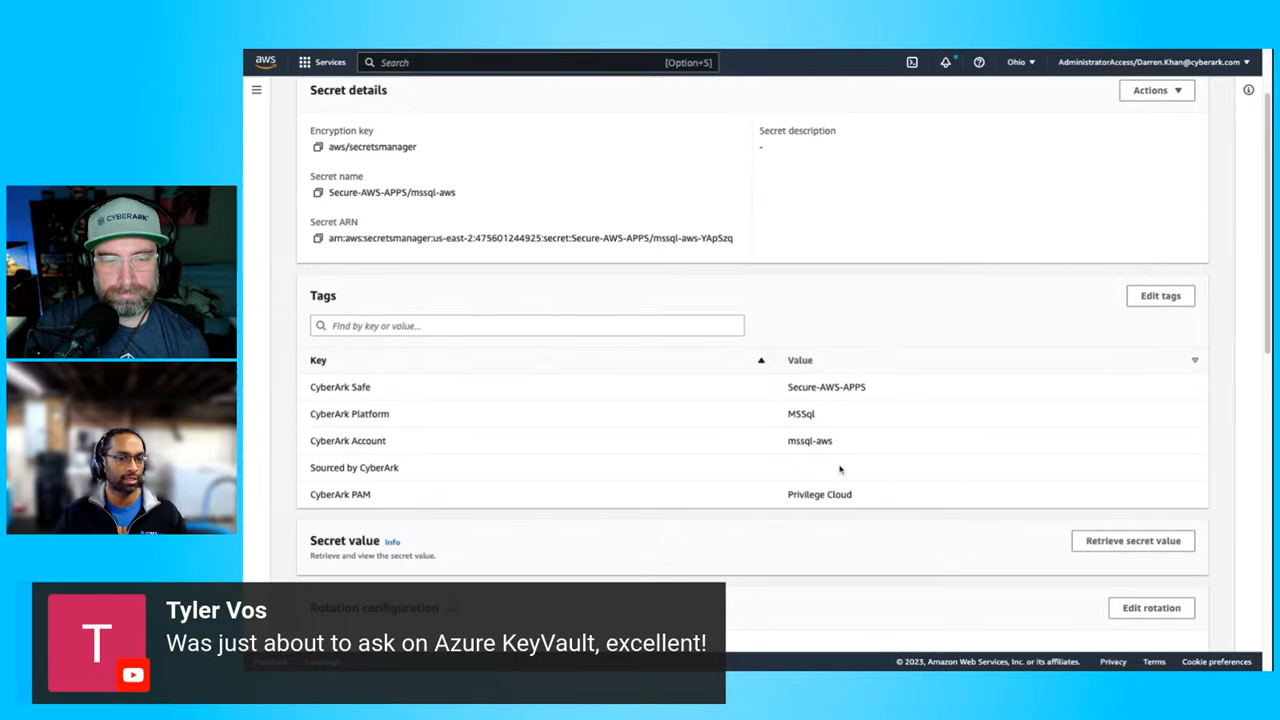 aws
Services
Search
[Option+S]
Ohio
AdministratorAccess/Darren.Khan@cyberark.com
Secret details
Actions
Encryption key
aws/secretsmanager
Secret description
-
Secret name
Secure-AWS-APPS/mssql-aws
Secret ARN
arn:aws:secretsmanager:us-east-2:475601244925:secret:Secure-AWS-APPS/mssql-aws-YApSzq
Tags
Edit tags
Find by key or value...
Key
Value
CyberArk Safe
Secure-AWS-APPS
CyberArk Platform
MSSql
CyberArk Account
mssql-aws
Sourced by CyberArk
CyberArk PAM
Privilege Cloud
Secret value Info
Retrieve and view the secret value.
Retrieve secret value
Rotation configuration
Edit rotation
Feedback
Language
© 2023, Amazon Web Services, Inc. or its affiliates.
Privacy
Terms
Cookie preferences
CYBERARK
T
Tyler Vos
Was just about to ask on Azure KeyVault, excellent!